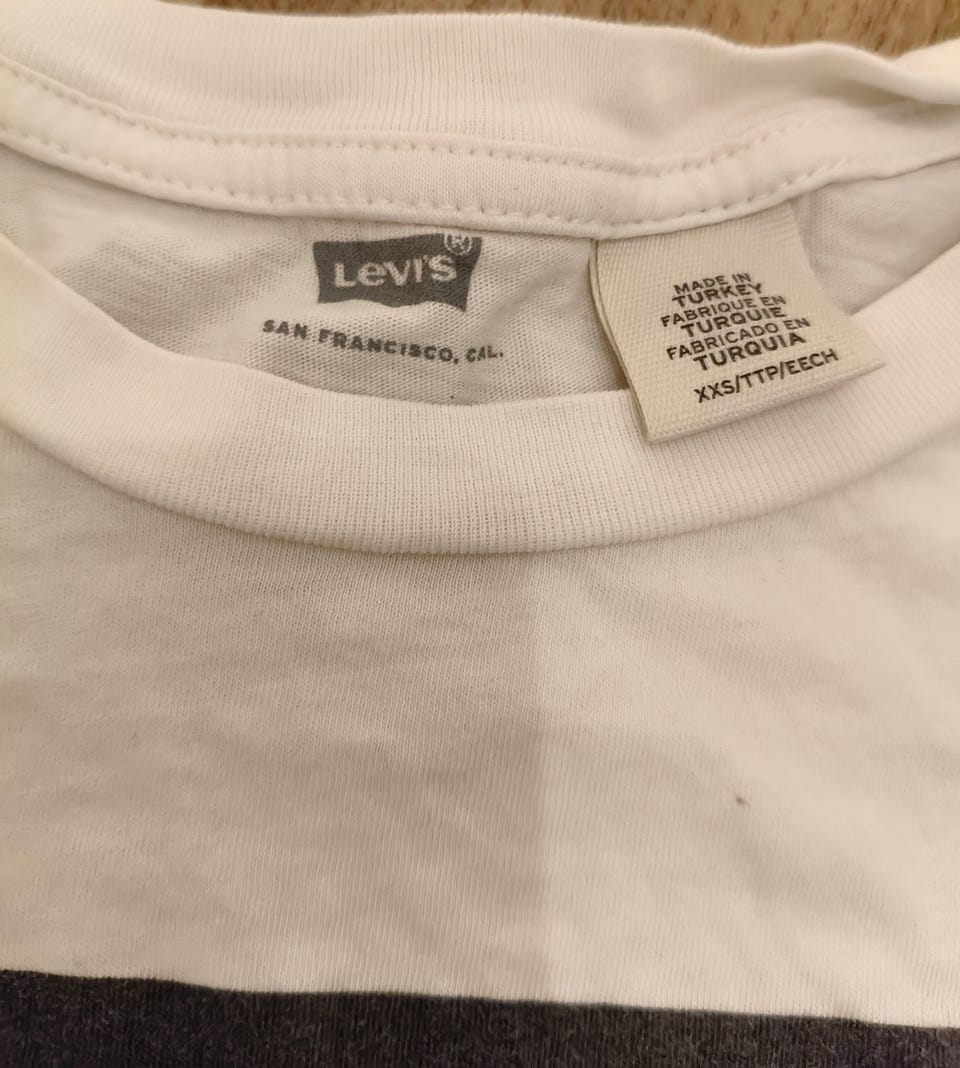 LEVI'S®
SAN FRANCISCO, CAL.
MADE IN
TURKEY
FABRIQUE EN
TURQUIE
FABRICADO EN
TURQUIA
XXS/TTP/EECH